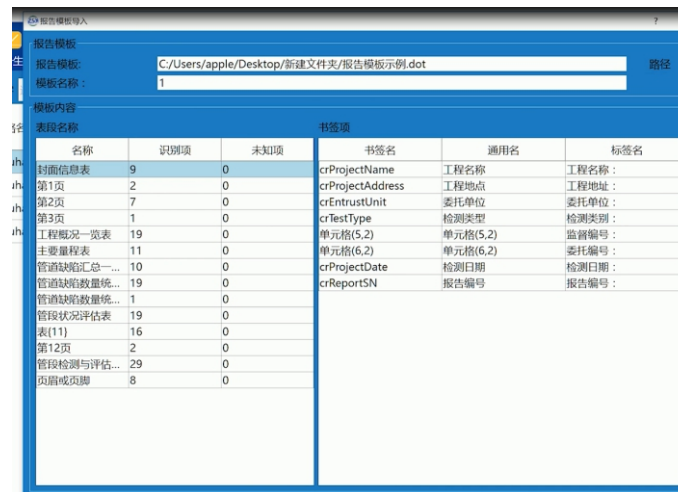 报告模板导入 ?
报告模板
报告模板: C:/Users/apple/Desktop/新建文件夹/报告模板示例.dot 路径
模板名称： 1
模板内容
表段名称 书签项
名称 识别项 未知项 书签名 通用名 标签名
封面信息表 9 0 crProjectName 工程名称 工程名称：
第1页 2 0 crProjectAddress 工程地点 工程地址：
第2页 7 0 crEntrustUnit 委托单位 委托单位：
第3页 1 0 crTestType 检测类型 检测类别：
工程概况一览表 19 0 单元格(5,2) 单元格(5,2) 监督编号：
主要量程表 11 0 单元格(6,2) 单元格(6,2) 委托编号：
管道缺陷汇总一... 10 0 crProjectDate 检测日期 检测日期：
管道缺陷数量统... 19 0 crReportSN 报告编号 报告编号：
管道缺陷数量统... 1 0
管段状况评估表 19 0
表(11) 16 0
第12页 2 0
管段检测与评估... 29 0
页眉或页脚 8 0